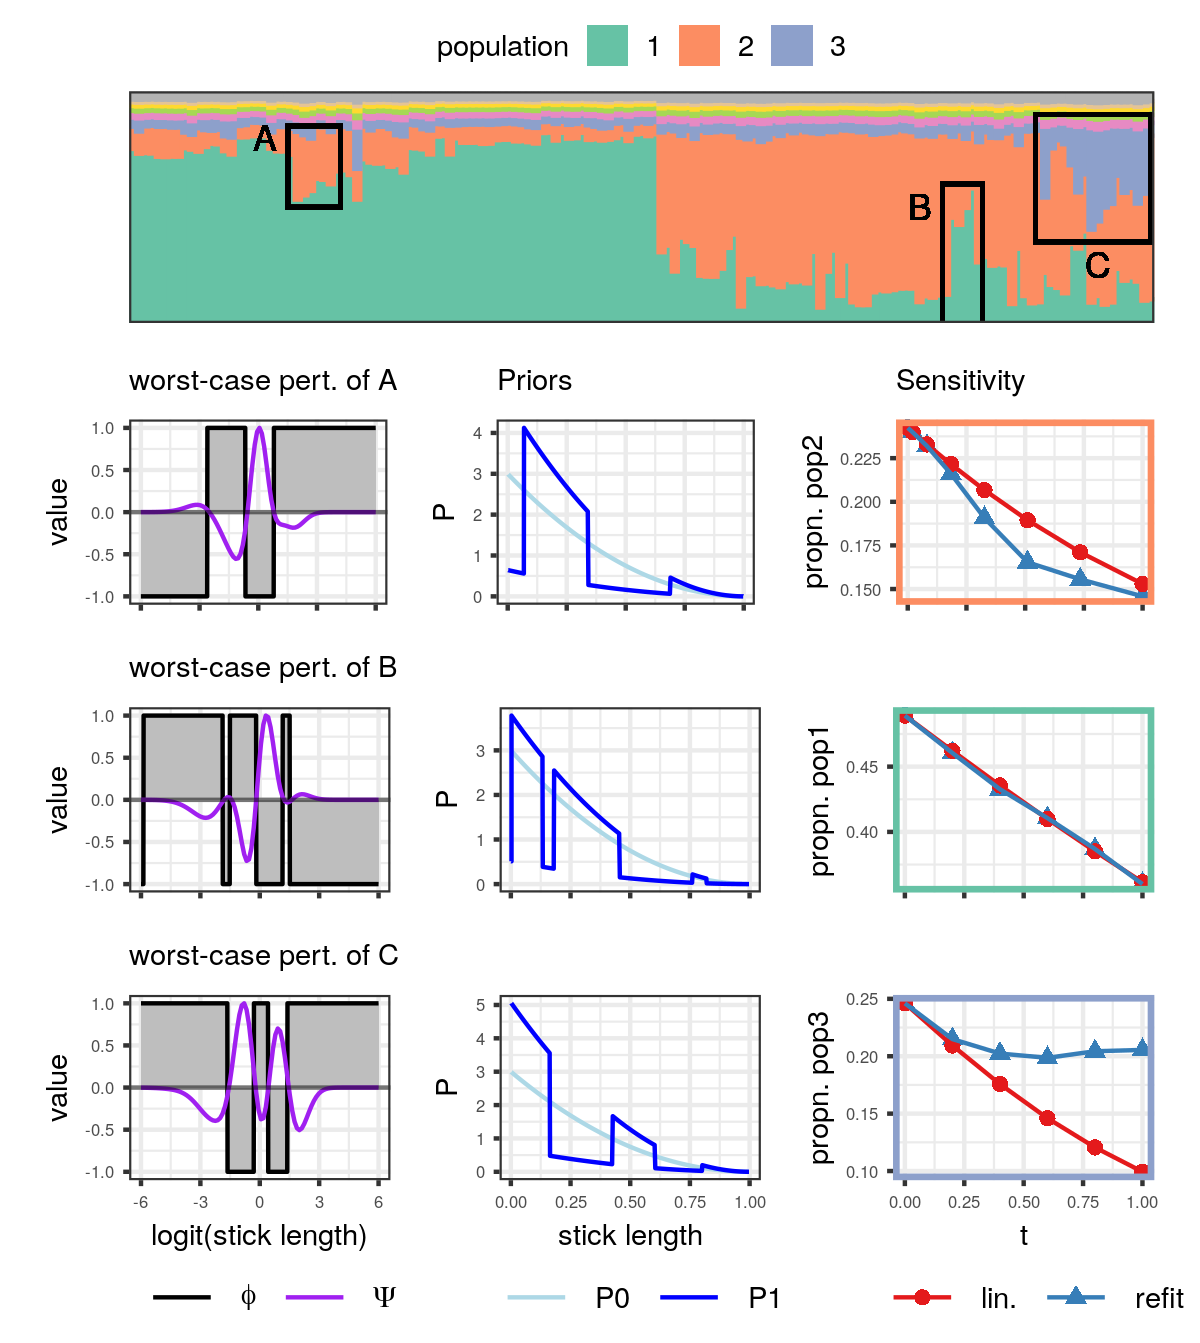 population 1 2 3
A
B
C
worst-case pert. of A Priors Sensitivity
value
1.0
0.5
0.0
-0.5
-1.0
P
4
3
2
1
0
propn. pop2
0.225
0.200
0.175
0.150
worst-case pert. of B
value
1.0
0.5
0.0
-0.5
-1.0
P
3
2
1
0
propn. pop1
0.45
0.40
worst-case pert. of C
value
1.0
0.5
0.0
-0.5
-1.0
-6 -3 0 3 6
logit(stick length)
P
5
4
3
2
1
0
0.00 0.25 0.50 0.75 1.00
stick length
propn. pop3
0.25
0.20
0.15
0.10
0.00 0.25 0.50 0.75 1.00
t
ϕ Ψ P0 P1 lin. refit